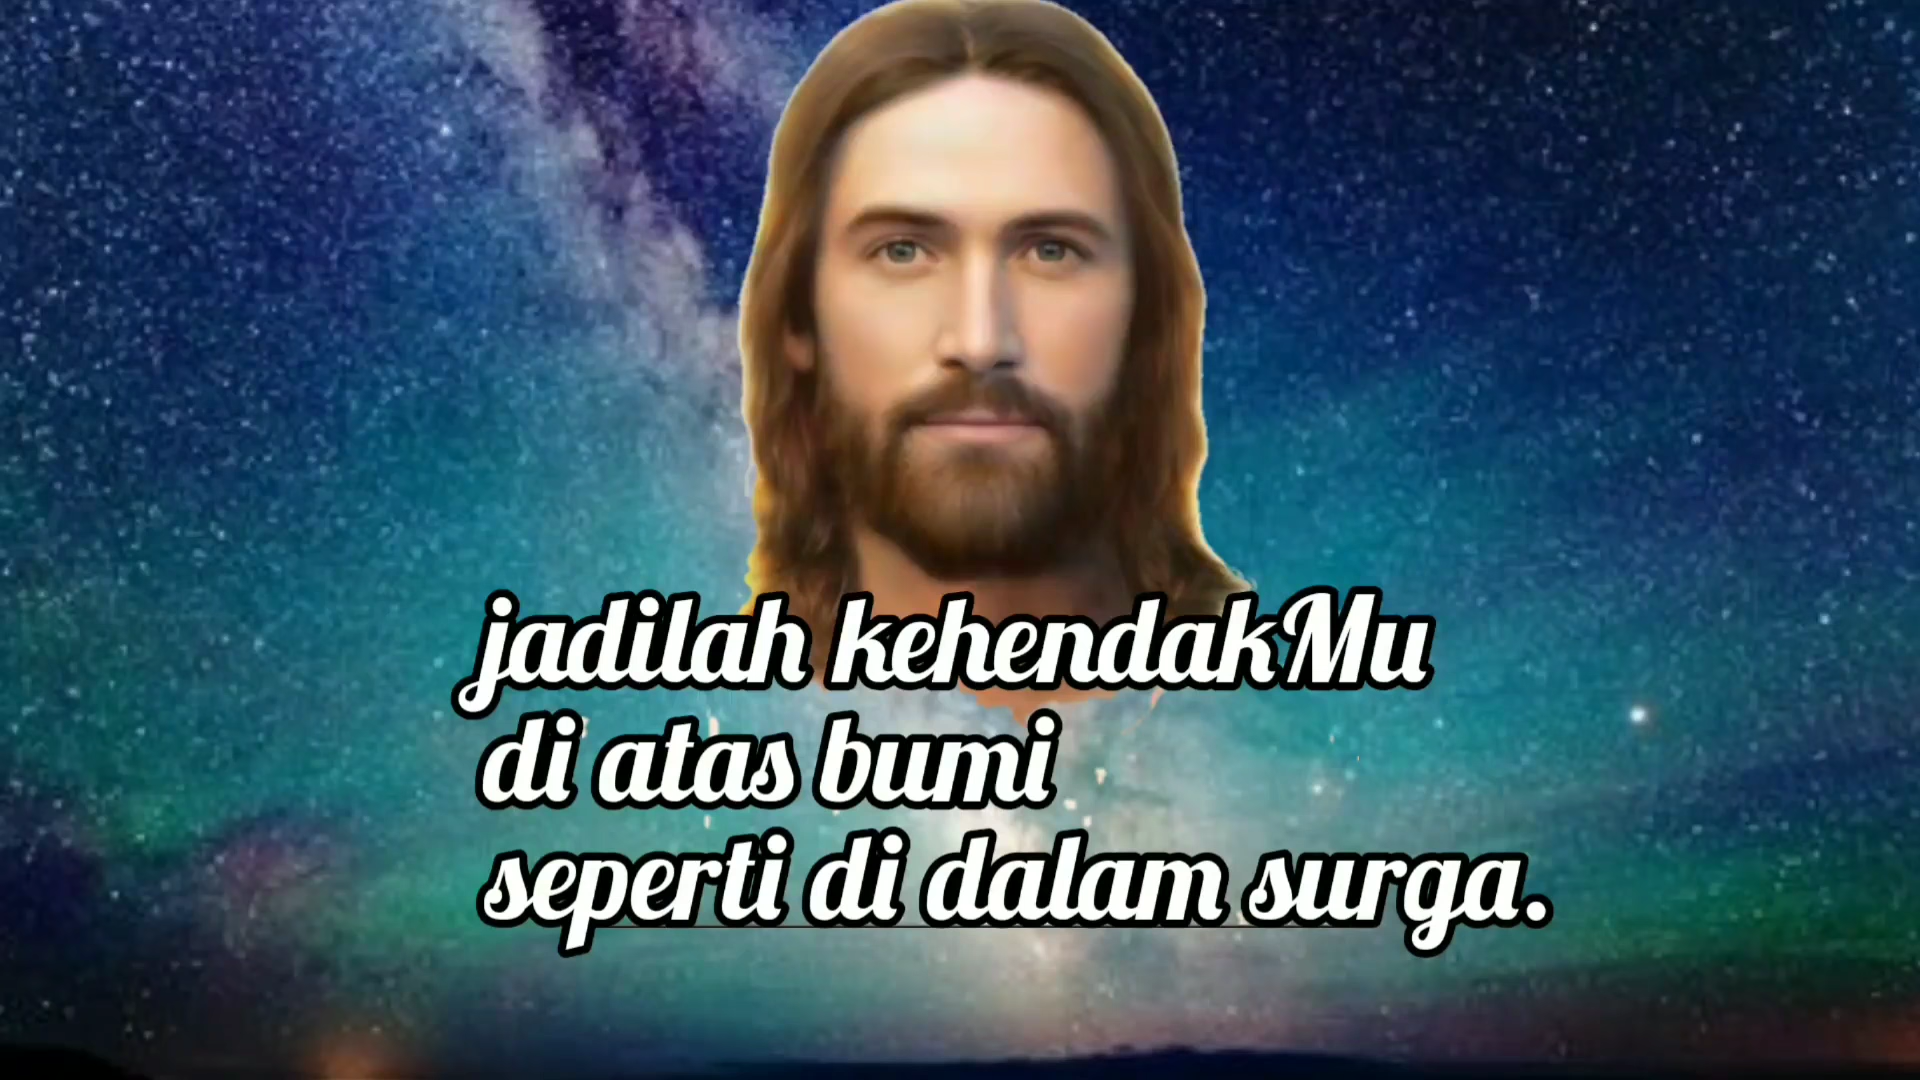 jadilah kehendakMu
di atas bumi
seperti di dalam surga.